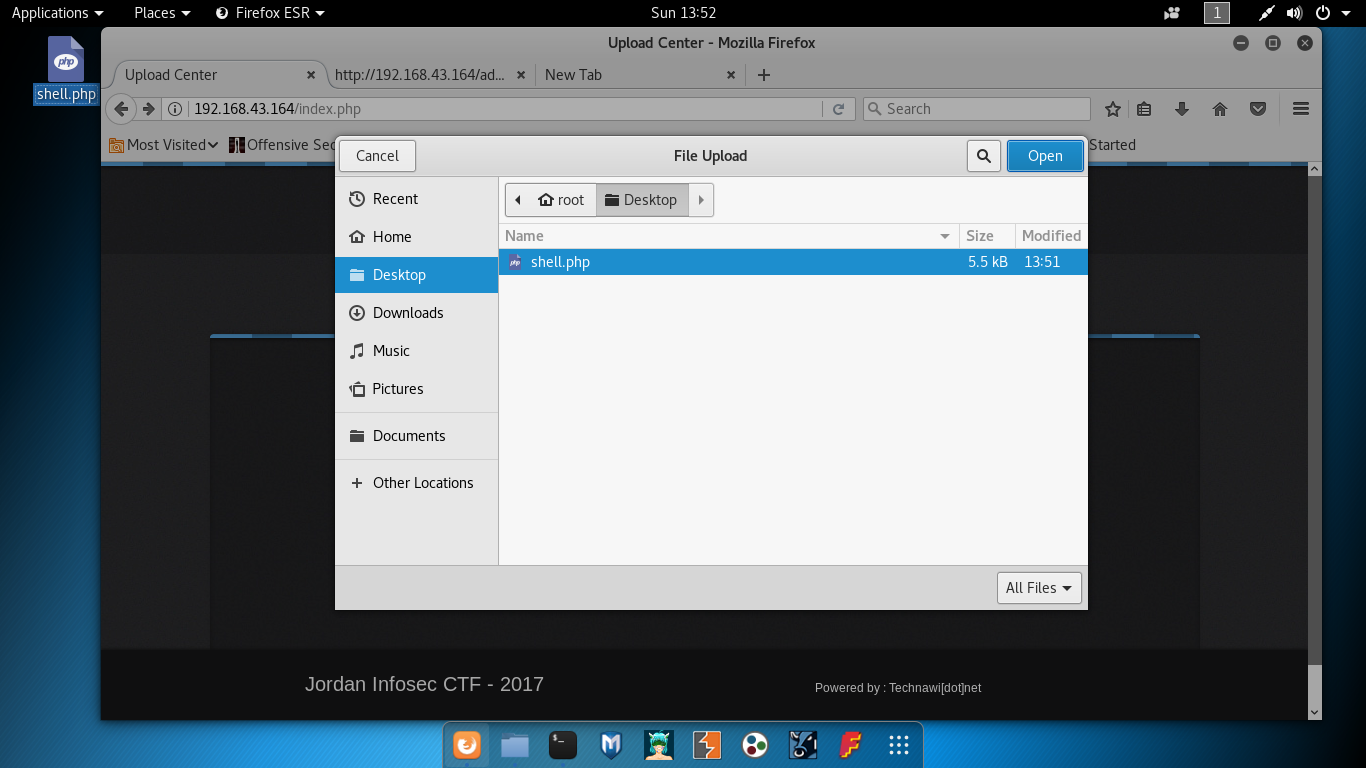 Applications Places Firefox ESR Sun 13:52 1
php
shell.php
Upload Center - Mozilla Firefox
Upload Center http://192.168.43.164/ad... New Tab
192.168.43.164/index.php Search
Most Visited Offensive Sec Started
Cancel File Upload Open
Recent
Home
Desktop
Downloads
Music
Pictures
Documents
Other Locations
root Desktop
Name Size Modified
php shell.php 5.5 kB 13:51
All Files
Jordan Infosec CTF - 2017
Powered by : Technawi[dot]net